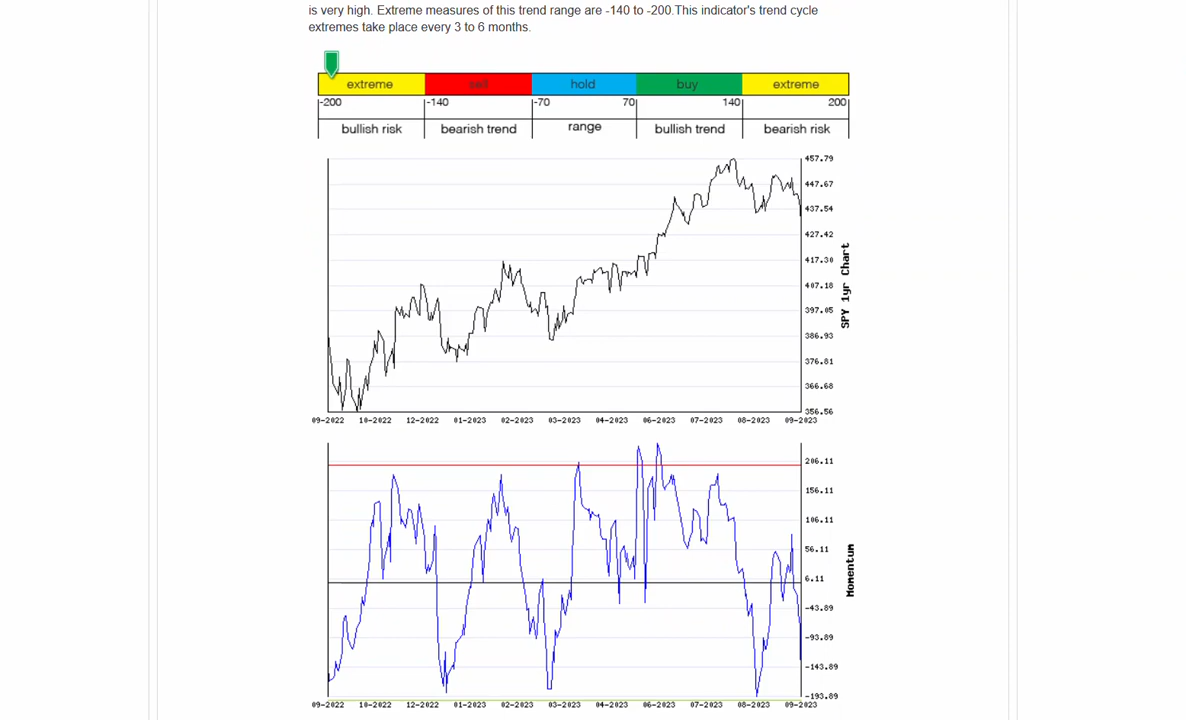 is very high. Extreme measures of this trend range are -140 to -200.This indicator's trend cycle
extremes take place every 3 to 6 months.
extreme sell hold buy extreme
-200 -140 -70 70 140 200
bullish risk bearish trend range bullish trend bearish risk
457.79
447.67
437.54
427.42
417.30
407.18
397.05
386.93
376.81
366.68
356.56
SPY 1yr Chart
09-2022 10-2022 12-2022 01-2023 02-2023 03-2023 04-2023 06-2023 07-2023 08-2023 09-2023
206.11
156.11
106.11
56.11
6.11
-43.89
-93.89
-143.89
-193.89
Momentum
09-2022 10-2022 12-2022 01-2023 02-2023 03-2023 04-2023 06-2023 07-2023 08-2023 09-2023